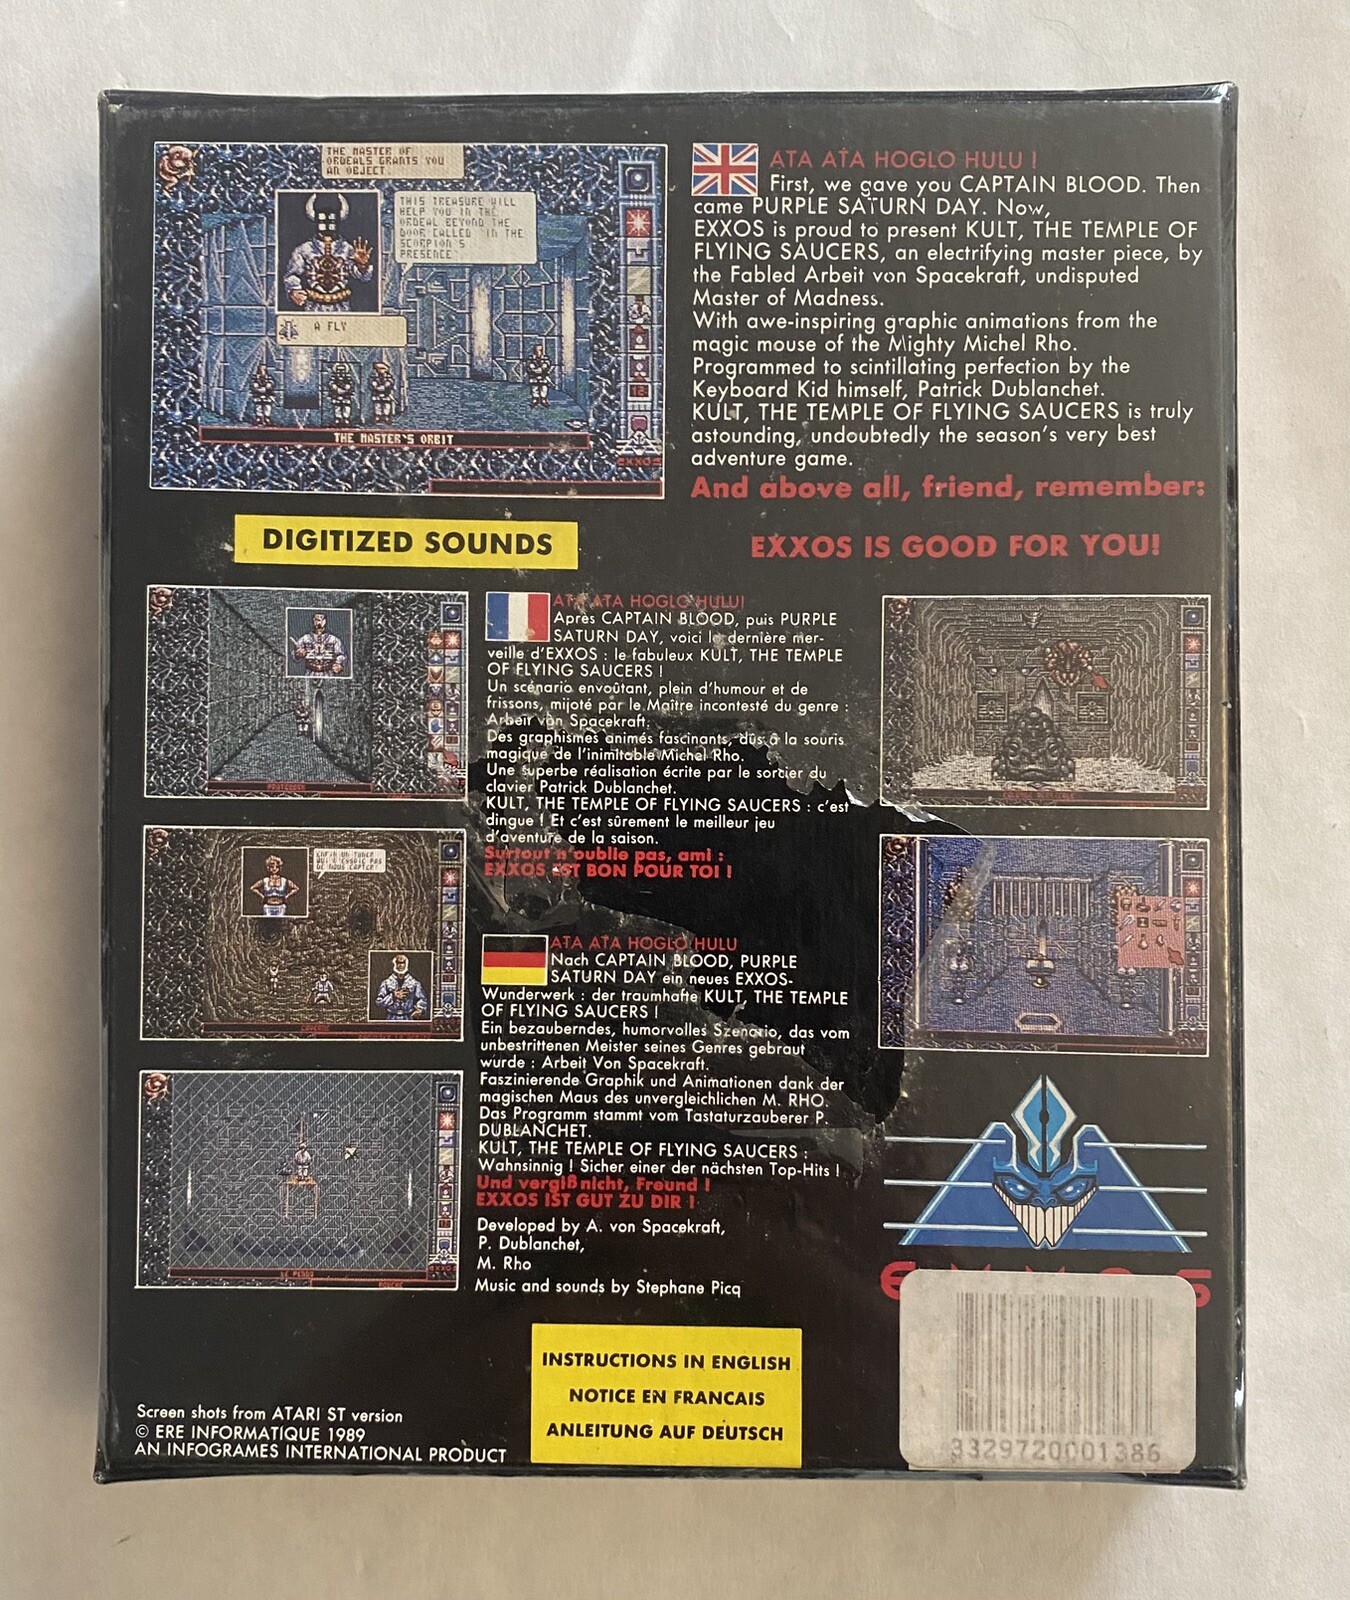 THE MASTER OF
ORDEALS GRANTS YOU
AN OBJECT.
THIS TREASURE WILL
HELP YOU IN THE
ORDEAL BEYOND THE
DOOR CALLED "IN THE
SCORPION'S
PRESENCE"
A FLY
THE MASTER'S ORBIT
EXXOS
ATA ATA HOGLO HULU !
First, we gave you CAPTAIN BLOOD. Then
came PURPLE SATURN DAY. Now,
EXXOS is proud to present KULT, THE TEMPLE OF
FLYING SAUCERS, an electrifying master piece, by
the Fabled Arbeit von Spacekraft, undisputed
Master of Madness.
With awe-inspiring graphic animations from the
magic mouse of the Mighty Michel Rho.
Programmed to scintillating perfection by the
Keyboard Kid himself, Patrick Dublanchet.
KULT, THE TEMPLE OF FLYING SAUCERS is truly
astounding, undoubtedly the season's very best
adventure game.
And above all, friend, remember:
EXXOS IS GOOD FOR YOU!
DIGITIZED SOUNDS
ATA ATA HOGLO HULU!
Après CAPTAIN BLOOD, puis PURPLE
SATURN DAY, voici la dernière mer-
veille d'EXXOS : le fabuleux KULT, THE TEMPLE
OF FLYING SAUCERS !
Un scénario envoûtant, plein d'humour et de
frissons, mijoté par le Maître incontesté du genre :
Arbeit von Spacekraft.
Des graphismes animés fascinants, dûs à la souris
magique de l'inimitable Michel Rho.
Une superbe réalisation écrite par le sorcier du
clavier Patrick Dublanchet.
KULT, THE TEMPLE OF FLYING SAUCERS : c'est
dingue ! Et c'est sûrement le meilleur jeu
d'aventure de la saison.
Surtout n'oublie pas, ami :
EXXOS EST BON POUR TOI !
ATA ATA HOGLO HULU
Nach CAPTAIN BLOOD, PURPLE
SATURN DAY ein neues EXXOS-
Wunderwerk : der traumhafte KULT, THE TEMPLE
OF FLYING SAUCERS !
Ein bezauberndes, humorvolles Szenario, das vom
unbestrittenen Meister seines Genres gebraut
wurde : Arbeit Von Spacekraft.
Faszinierende Graphik und Animationen dank der
magischen Maus des unvergleichlichen M. RHO.
Das Programm stammt vom Tastaturzauberer P.
DUBLANCHET.
KULT, THE TEMPLE OF FLYING SAUCERS :
Wahnsinnig ! Sicher einer der nächsten Top-Hits !
Und vergiß nicht, Freund !
EXXOS IST GUT ZU DIR !
Developed by A. von Spacekraft,
P. Dublanchet,
M. Rho
Music and sounds by Stephane Picq
INSTRUCTIONS IN ENGLISH
NOTICE EN FRANCAIS
ANLEITUNG AUF DEUTSCH
Screen shots from ATARI ST version
© ERE INFORMATIQUE 1989
AN INFOGRAMES INTERNATIONAL PRODUCT
3329720001386